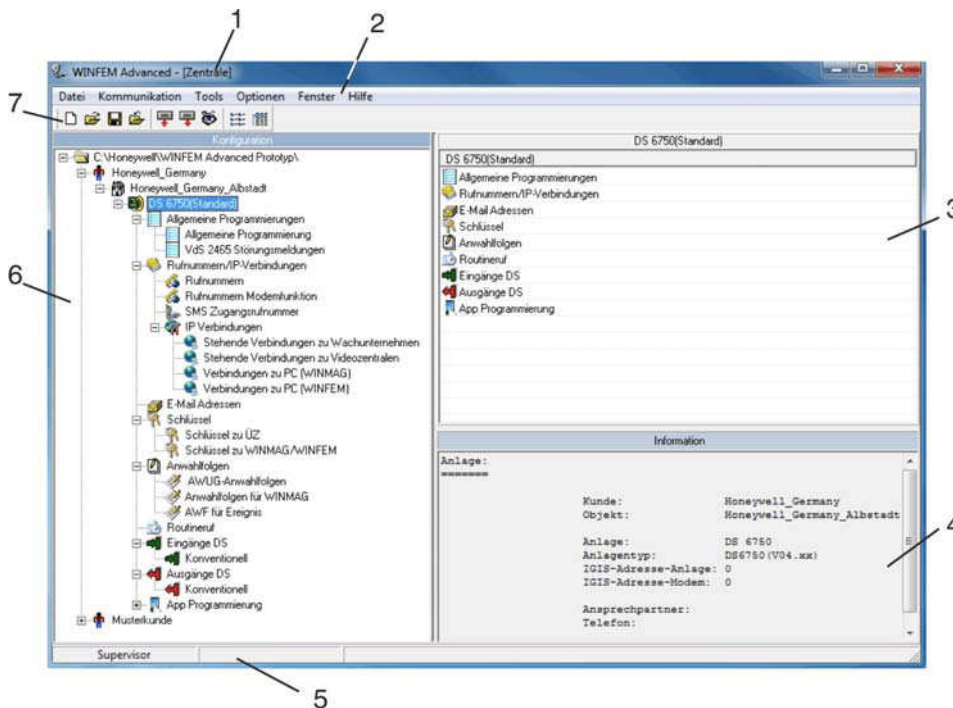 1
2
WINFEM Advanced - [Zentrale]
Datei Kommunikation Tools Optionen Fenster Hilfe
7
Konfiguration
C:\Honeywell\WINFEM Advanced Prototyp\
Honeywell_Germany
Honeywell_Germany_Albstadt
DS 6750(Standard)
Allgemeine Programmierungen
Allgemeine Programmierung
VdS 2465 Störungsmeldungen
Rufnummern/IP-Verbindungen
Rufnummern
Rufnummern Modemfunktion
SMS Zugangsrufnummer
IP Verbindungen
Stehende Verbindungen zu Wachunternehmen
Stehende Verbindungen zu Videozentralen
Verbindungen zu PC (WINMAG)
Verbindungen zu PC (WINFEM)
E-Mail Adressen
Schlüssel
Schlüssel zu ÜZ
Schlüssel zu WINMAG/WINFEM
Anwahlfolgen
AWUG-Anwahlfolgen
Anwahlfolgen für WINMAG
AWF für Ereignis
Routineruf
Eingänge DS
Konventionell
Ausgänge DS
Konventionell
App Programmierung
Musterkunde
6
DS 6750(Standard)
DS 6750(Standard)
Allgemeine Programmierungen
Rufnummern/IP-Verbindungen
E-Mail Adressen
Schlüssel
Anwahlfolgen
Routineruf
Eingänge DS
Ausgänge DS
App Programmierung
3
Information
Anlage:
=======
Kunde: Honeywell_Germany
Objekt: Honeywell_Germany_Albstadt
Anlage: DS 6750
Anlagentyp: DS6750(V04.xx)
IGIS-Adresse-Anlage: 0
IGIS-Adresse-Modem: 0
Ansprechpartner:
Telefon:
4
Supervisor
5